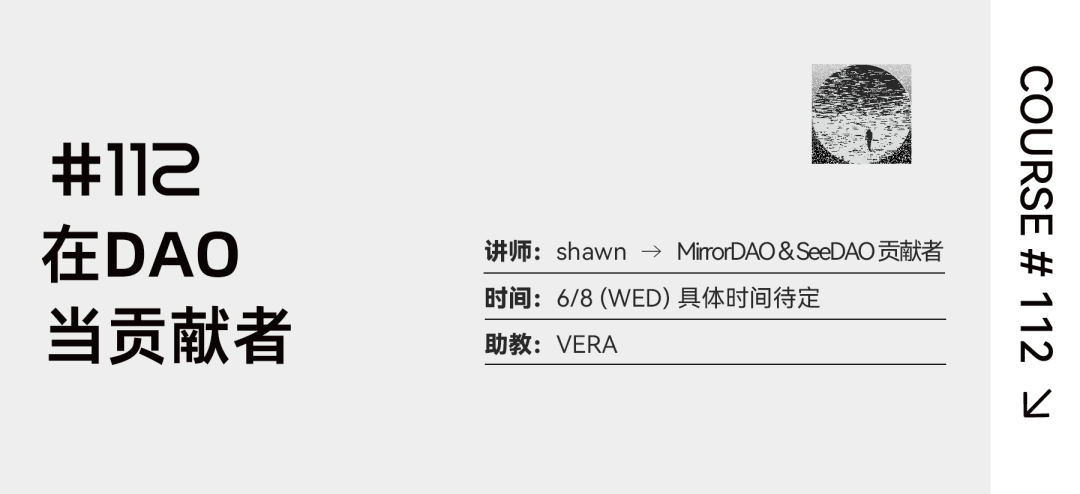 #112
在DAO
当贡献者
讲师：shawn → MirrorDAO & SeeDAO 贡献者
时间：6/8 (WED) 具体时间待定
助教：VERA
COURSE # 112 ↙